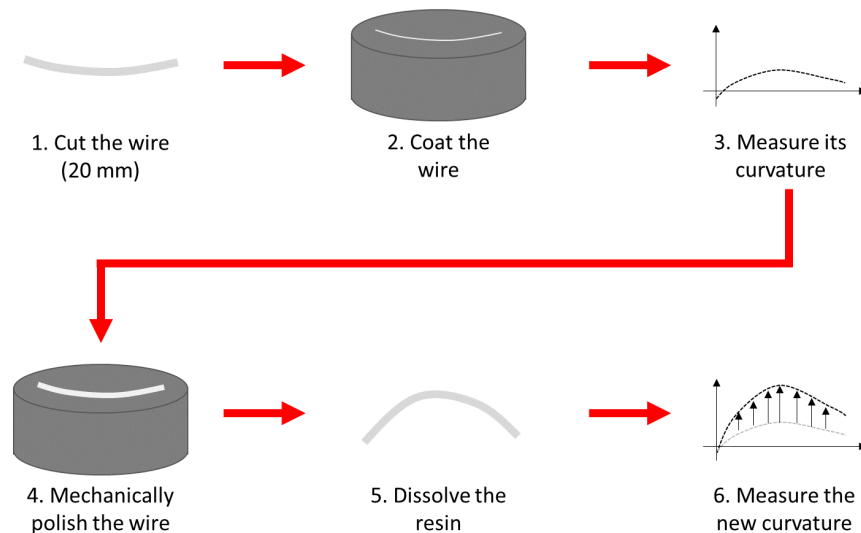 1. Cut the wire
(20 mm)
2. Coat the
wire
3. Measure its
curvature
4. Mechanically
polish the wire
5. Dissolve the
resin
6. Measure the
new curvature